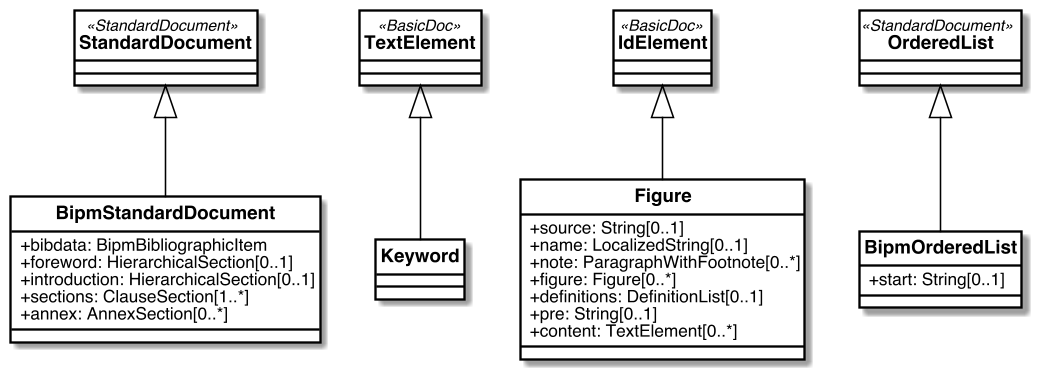 «StandardDocument»
StandardDocument
«BasicDoc»
TextElement
«BasicDoc»
IdElement
«StandardDocument»
OrderedList
BipmStandardDocument
+bibdata: BipmBibliographicItem
+foreword: HierarchicalSection[0..1]
+introduction: HierarchicalSection[0..1]
+sections: ClauseSection[1..*]
+annex: AnnexSection[0..*]
Keyword
Figure
+source: String[0..1]
+name: LocalizedString[0..1]
+note: ParagraphWithFootnote[0..*]
+figure: Figure[0..*]
+definitions: DefinitionList[0..1]
+pre: String[0..1]
+content: TextElement[0..*]
BipmOrderedList
+start: String[0..1]